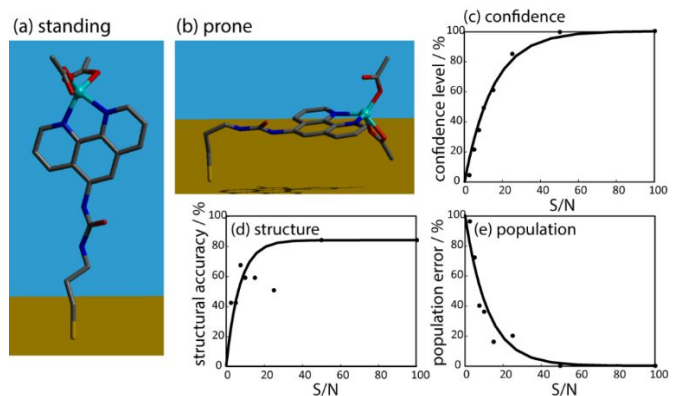 (a) standing
(b) prone
(c) confidence
confidence level / %
100
80
60
40
20
0
0 20 40 60 80 100
S/N
(d) structure
structural accuracy / %
100
80
60
40
20
0
0 20 40 60 80 100
S/N
(e) population
population error / %
100
80
60
40
20
0
0 20 40 60 80 100
S/N